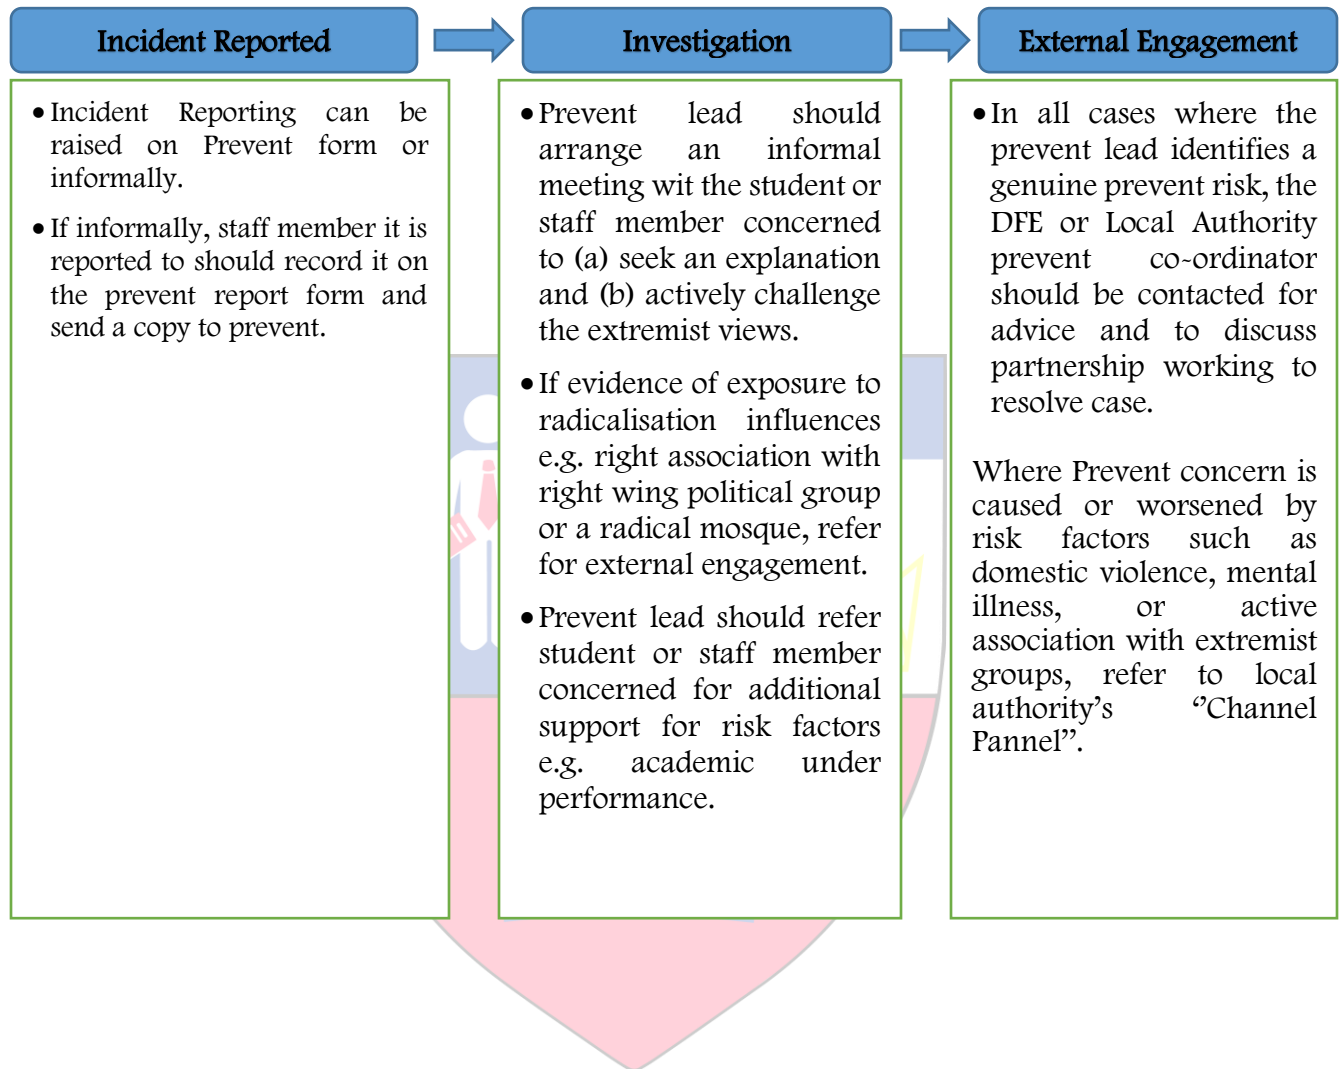 Incident Reported
• Incident Reporting can be
raised on Prevent form or
informally.
• If informally, staff member it is
reported to should record it on
the prevent report form and
send a copy to prevent.
Investigation
• Prevent lead should
arrange an informal
meeting wit the student or
staff member concerned
to (a) seek an explanation
and (b) actively challenge
the extremist views.
• If evidence of exposure to
radicalisation influences
e.g. right association with
right wing political group
or a radical mosque, refer
for external engagement.
• Prevent lead should refer
student or staff member
concerned for additional
support for risk factors
e.g. academic under
performance.
External Engagement
• In all cases where the
prevent lead identifies a
genuine prevent risk, the
DFE or Local Authority
prevent co-ordinator
should be contacted for
advice and to discuss
partnership working to
resolve case.
Where Prevent concern is
caused or worsened by
risk factors such as
domestic violence, mental
illness, or active
association with extremist
groups, refer to local
authority’s ‘’Channel
Pannel’’.